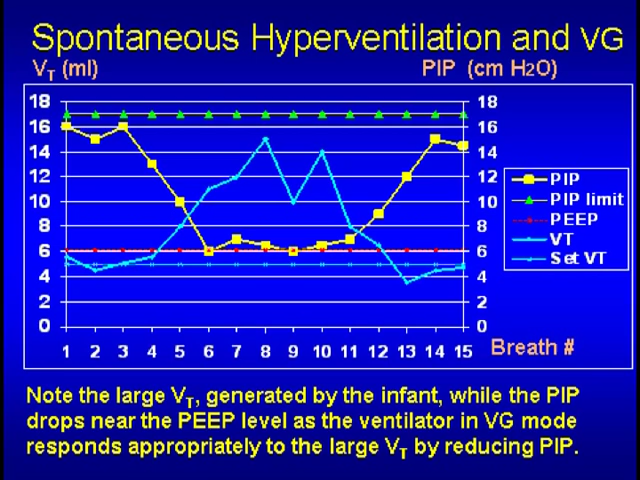 Spontaneous Hyperventilation and VG
VT (ml) PIP (cm H2O)
18 18
16 16
14 14
12 12
10 10
8 8
6 6
4 4
2 2
0 0
1 2 3 4 5 6 7 8 9 10 11 12 13 14 15
Breath #
PIP
PIP limit
PEEP
VT
Set VT
Note the large VT, generated by the infant, while the PIP
drops near the PEEP level as the ventilator in VG mode
responds appropriately to the large VT by reducing PIP.